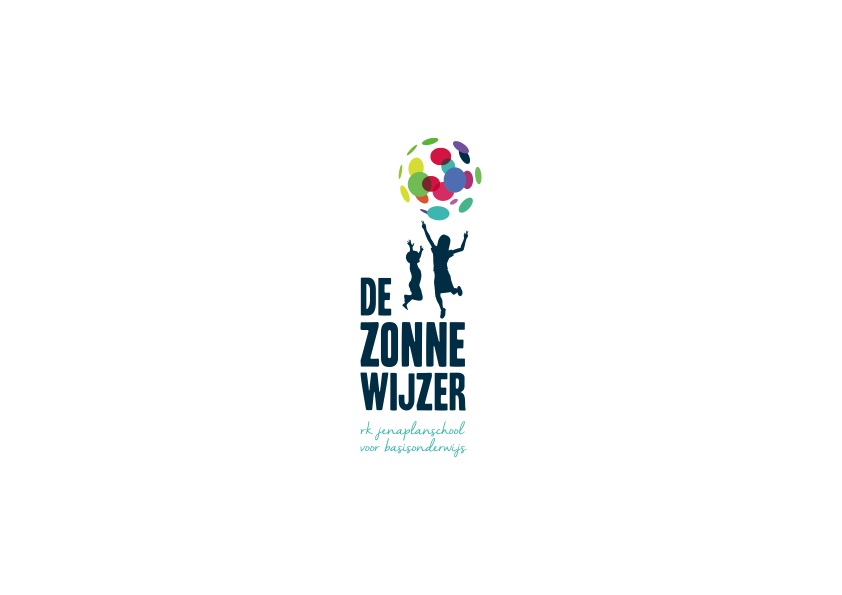 DE
ZONNE
WIJZER
rk jenaplanschool
voor basisonderwijs